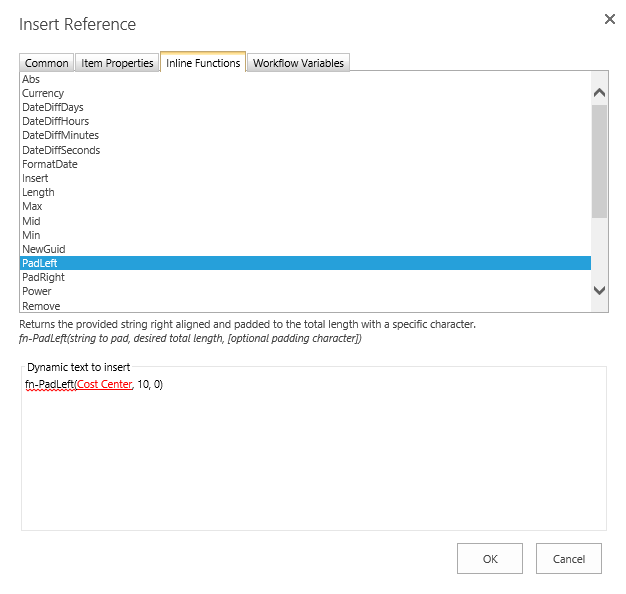 Insert Reference
Common Item Properties Inline Functions Workflow Variables
Abs
Currency
DateDiffDays
DateDiffHours
DateDiffMinutes
DateDiffSeconds
FormatDate
Insert
Length
Max
Mid
Min
NewGuid
PadLeft
PadRight
Power
Remove
Returns the provided string right aligned and padded to the total length with a specific character.
fn-PadLeft(string to pad, desired total length, [optional padding character])
Dynamic text to insert
fn-PadLeft(Cost Center, 10, 0)
OK Cancel